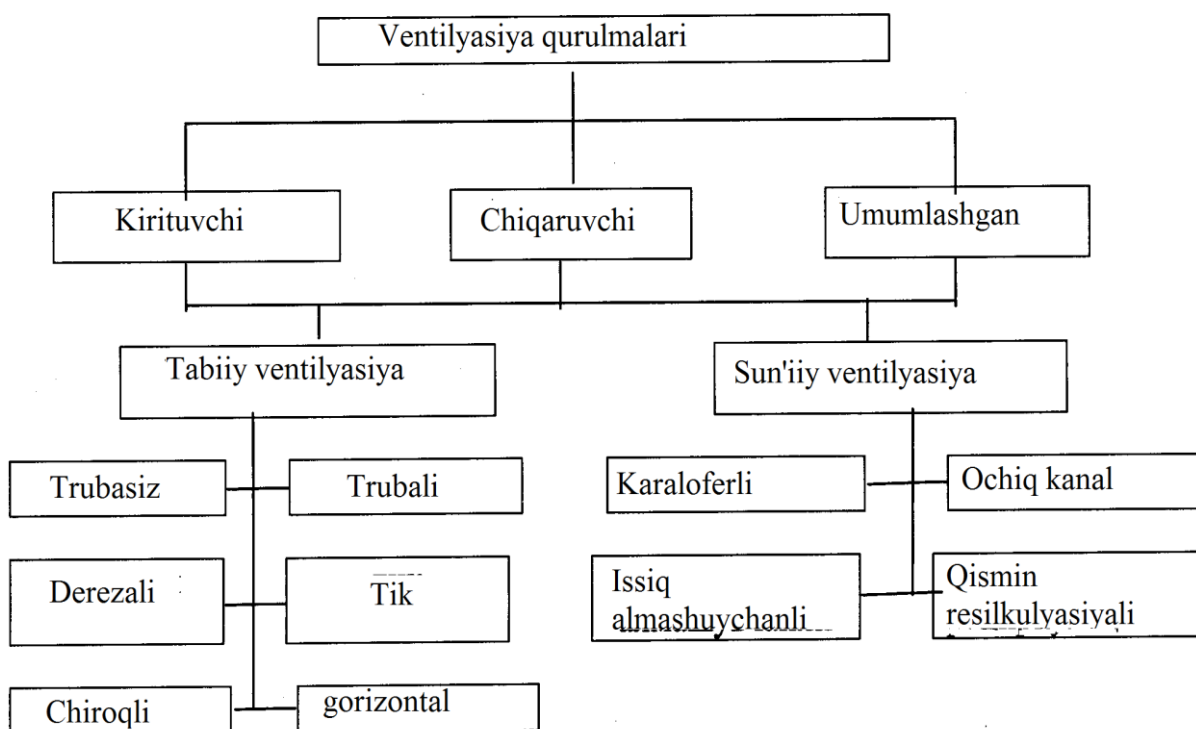 Ventilyasiya qurulmalari
Kirituvchi
Chiqaruvchi
Umumlashgan
Tabiiy ventilyasiya
Sun'iiy ventilyasiya
Trubasiz
Trubali
Karaloferli
Ochiq kanal
Derezali
Tik
Issiq
almashuychanli
Qismin
resilkulyasiyali
Chiroqli
gorizontal